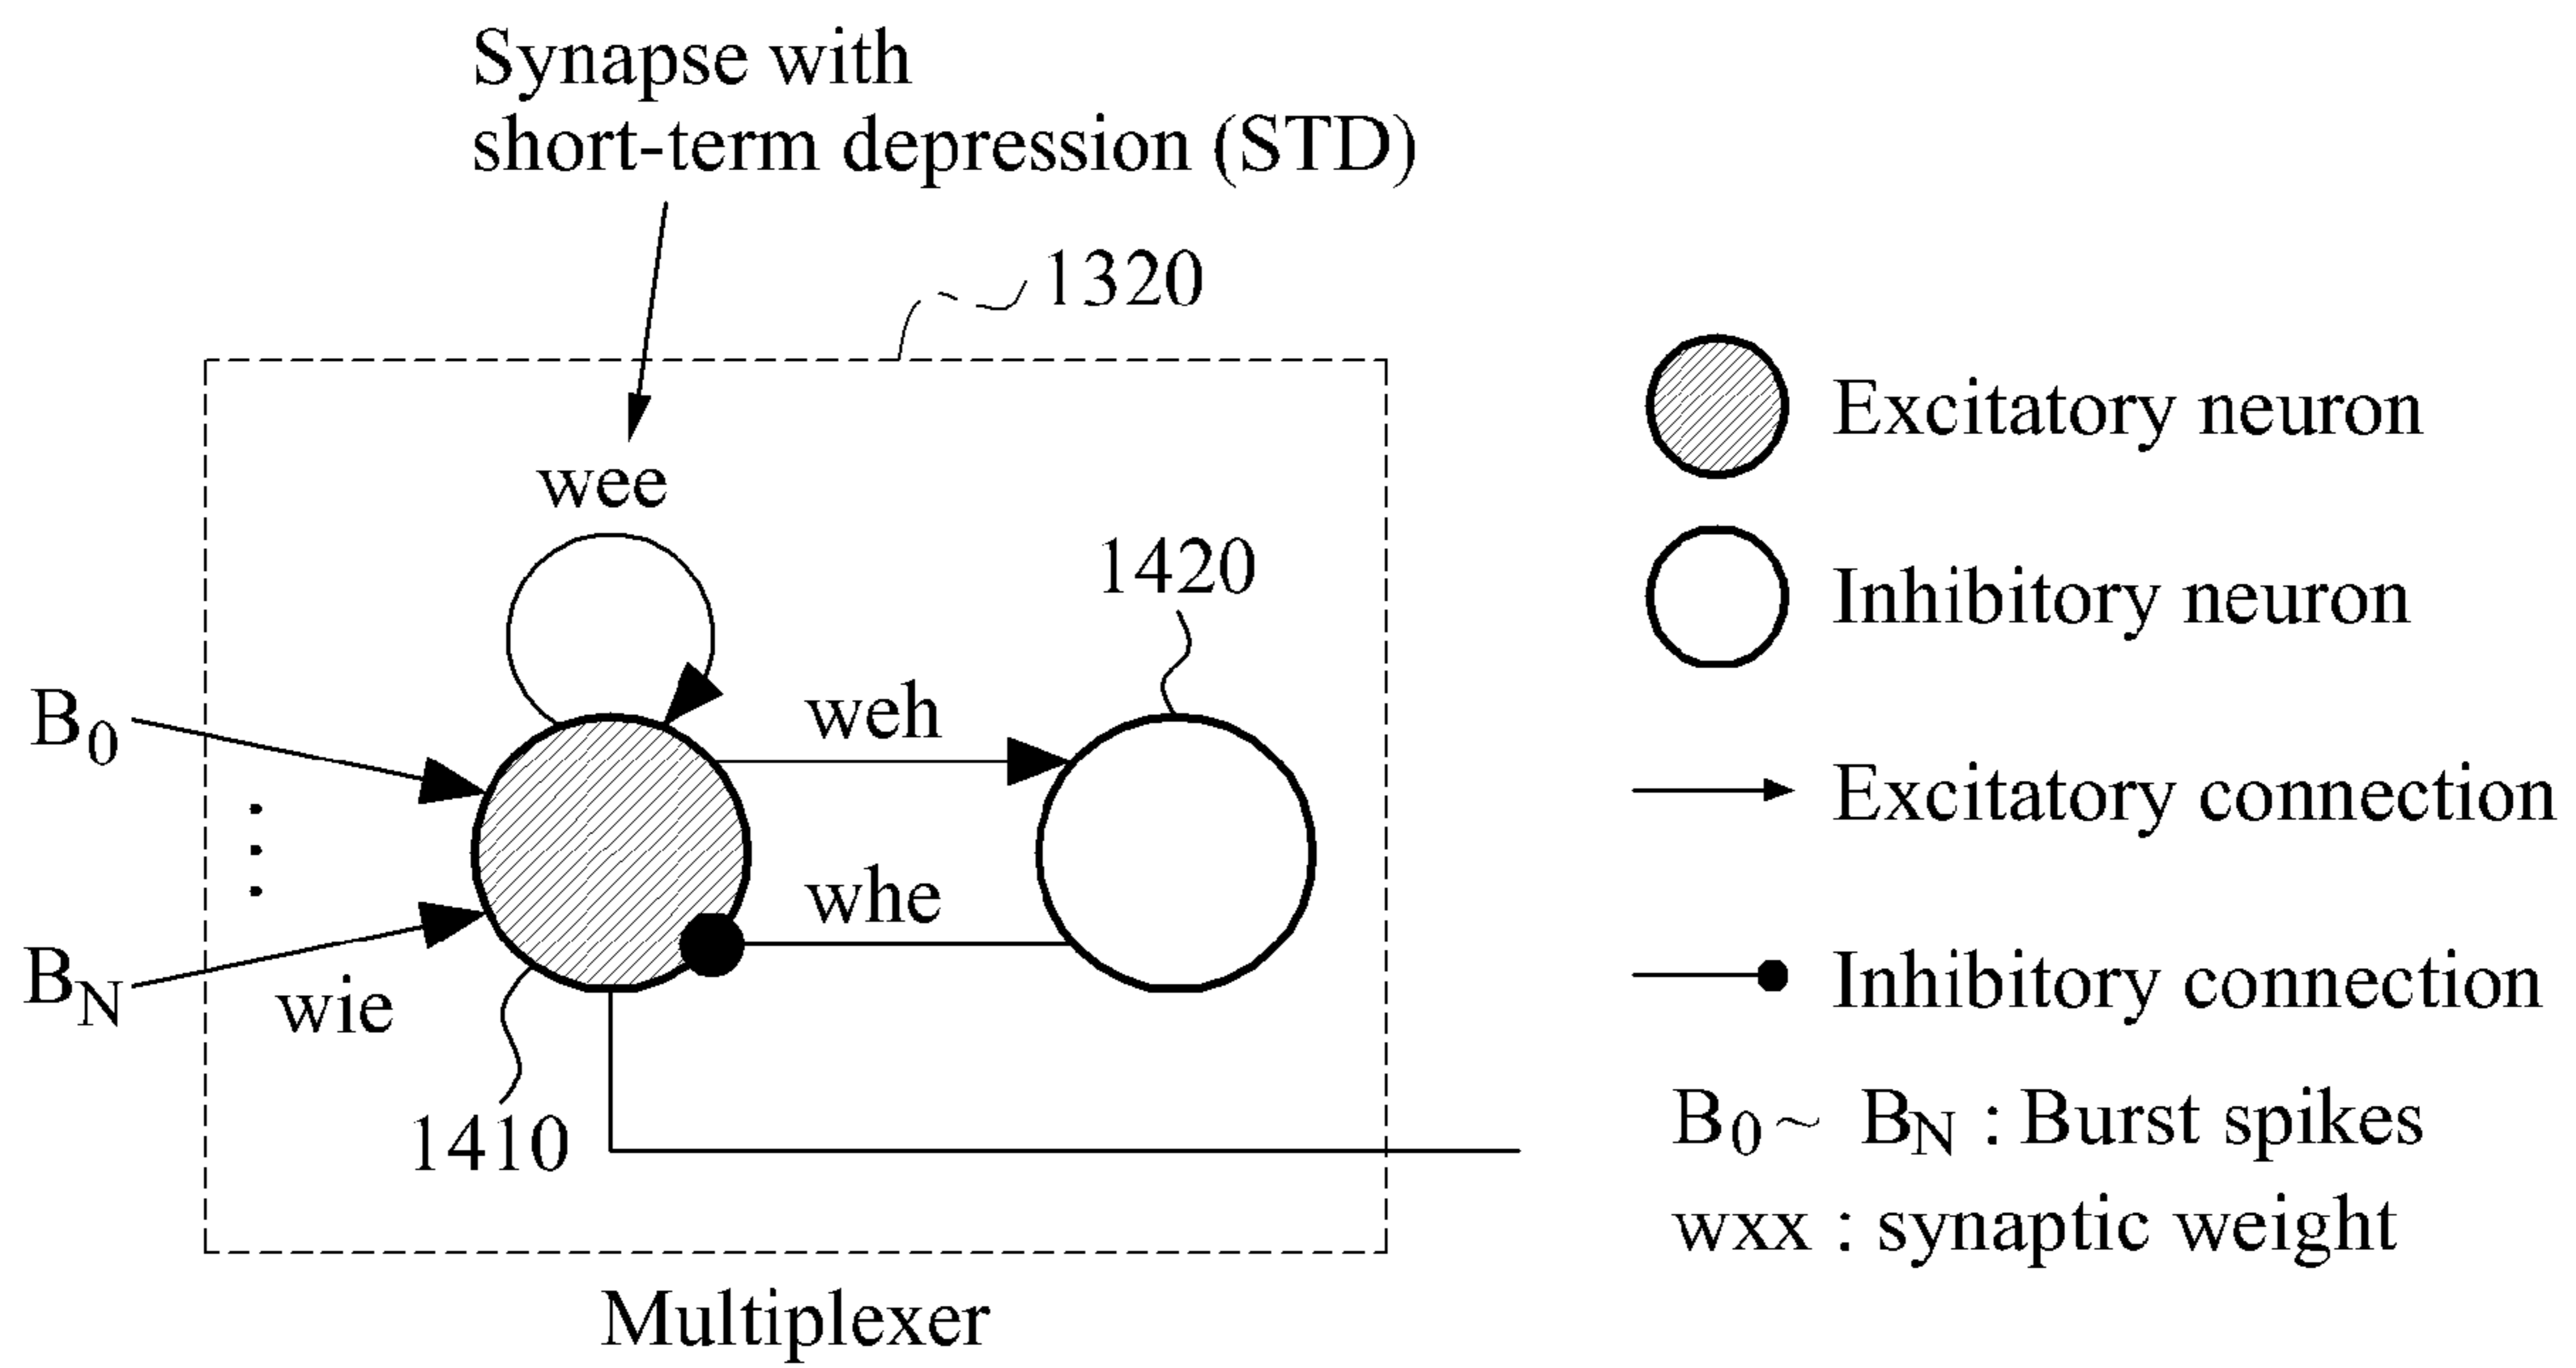 Synapse with
short-term depression (STD)
1320
wee
1420
B0
weh
whe
BN
wie
1410
Multiplexer
Excitatory neuron
Inhibitory neuron
Excitatory connection
Inhibitory connection
B0~ BN : Burst spikes
wxx : synaptic weight